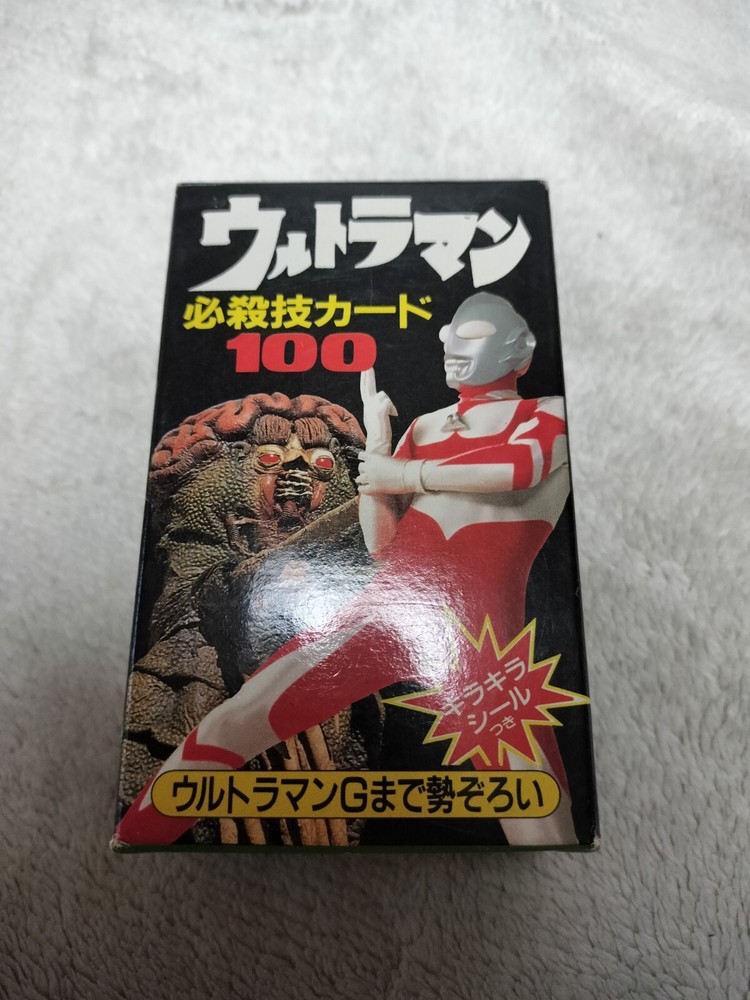 ウルトラマン
必殺技カード
100
キラキラ
シール
つき
ウルトラマンGまで勢ぞろい